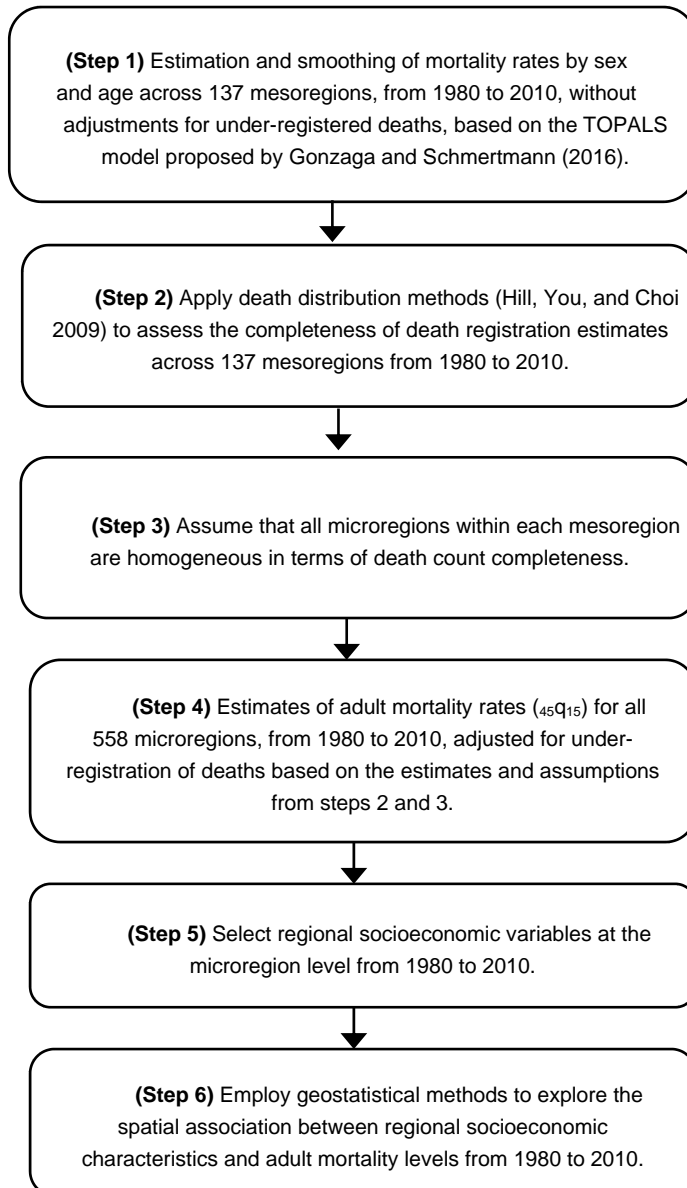 (Step 1) Estimation and smoothing of mortality rates by sex
and age across 137 mesoregions, from 1980 to 2010, without
adjustments for under-registered deaths, based on the TOPALS
model proposed by Gonzaga and Schmertmann (2016).
(Step 2) Apply death distribution methods (Hill, You, and Choi
2009) to assess the completeness of death registration estimates
across 137 mesoregions from 1980 to 2010.
(Step 3) Assume that all microregions within each mesoregion
are homogeneous in terms of death count completeness.
(Step 4) Estimates of adult mortality rates (₄₅q₁₅) for all
558 microregions, from 1980 to 2010, adjusted for under-
registration of deaths based on the estimates and assumptions
from steps 2 and 3.
(Step 5) Select regional socioeconomic variables at the
microregion level from 1980 to 2010.
(Step 6) Employ geostatistical methods to explore the
spatial association between regional socioeconomic
characteristics and adult mortality levels from 1980 to 2010.